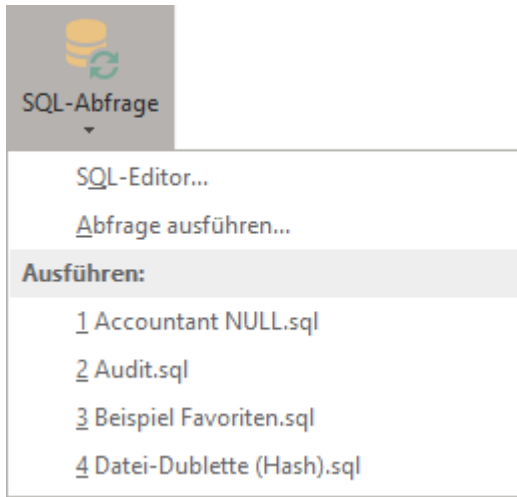 SQL-Abfrage
SQL-Editor...
Abfrage ausführen...
Ausführen:
1 Accountant NULL.sql
2 Audit.sql
3 Beispiel Favoriten.sql
4 Datei-Dublette (Hash).sql